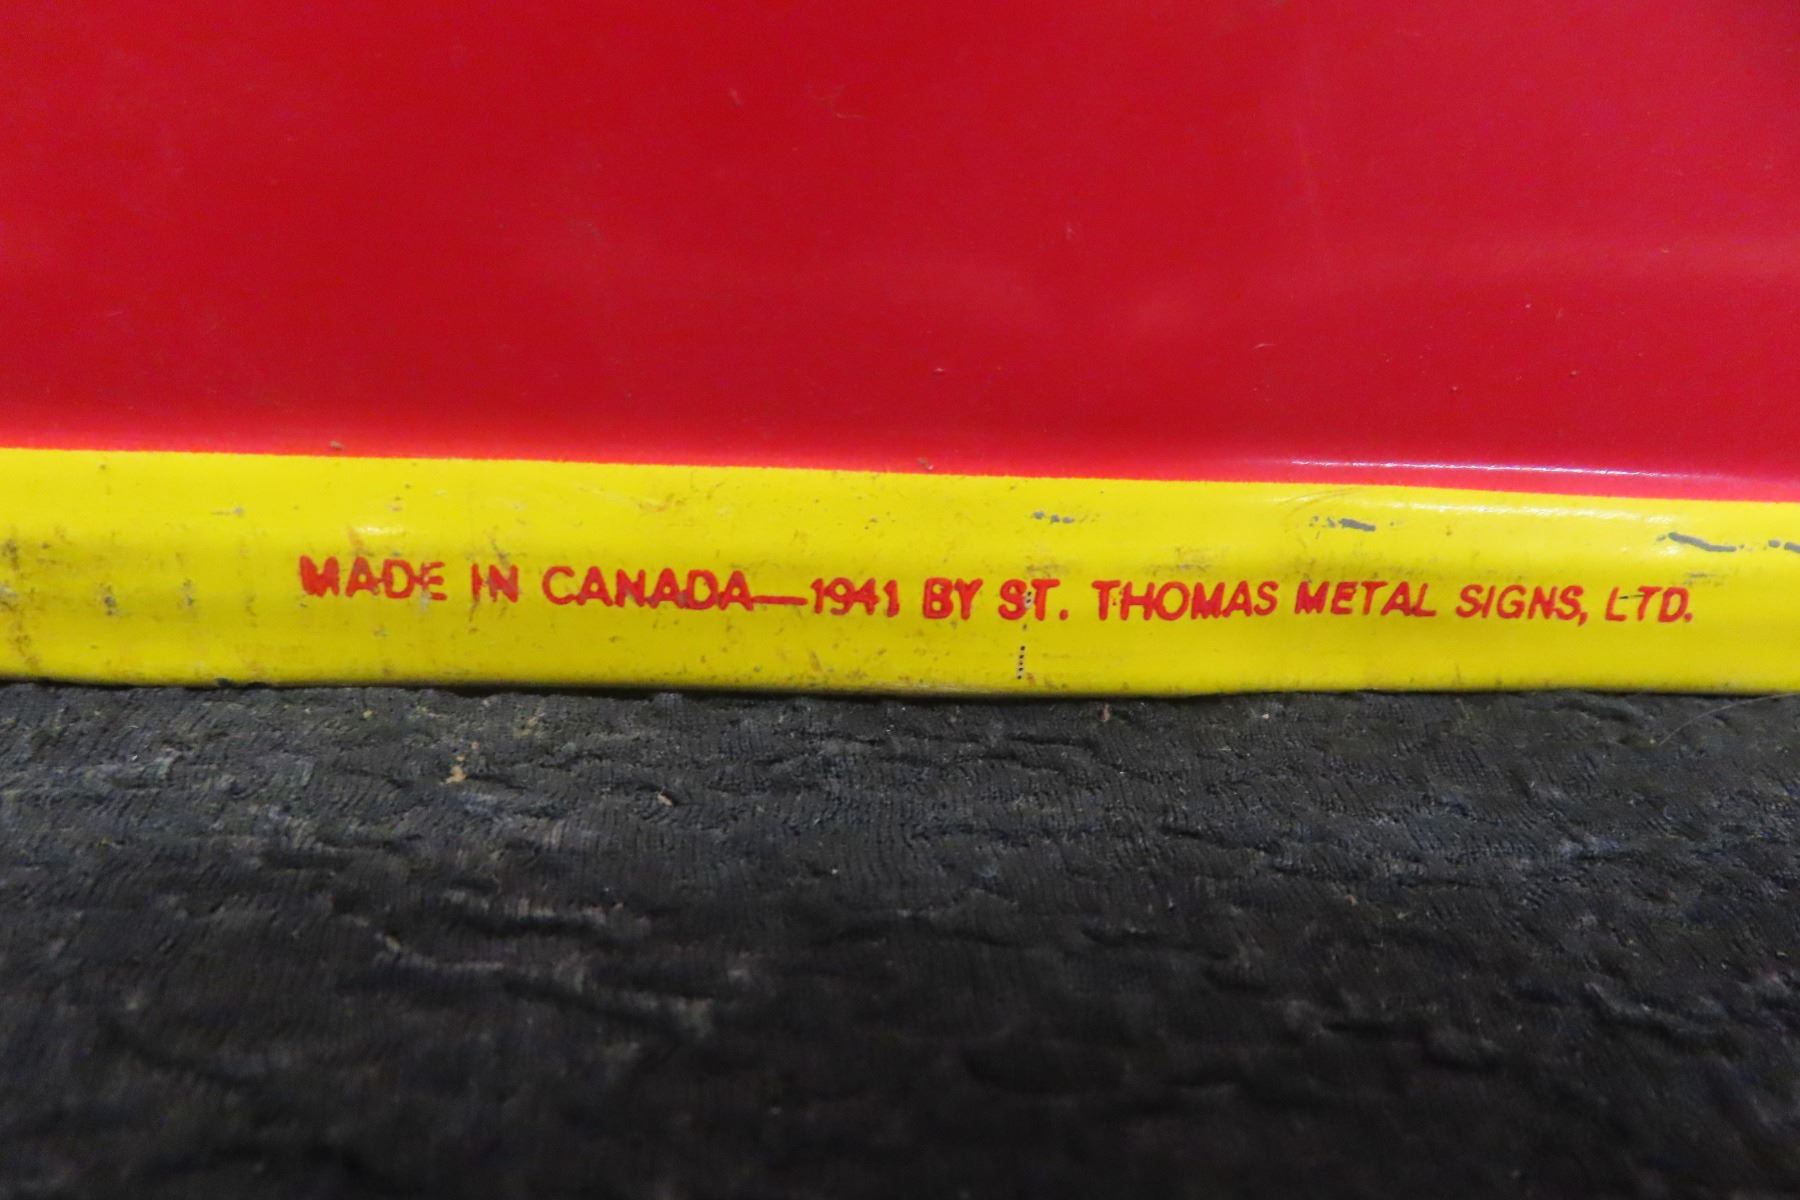 MADE IN CANADA—1941 BY ST. THOMAS METAL SIGNS, LTD.